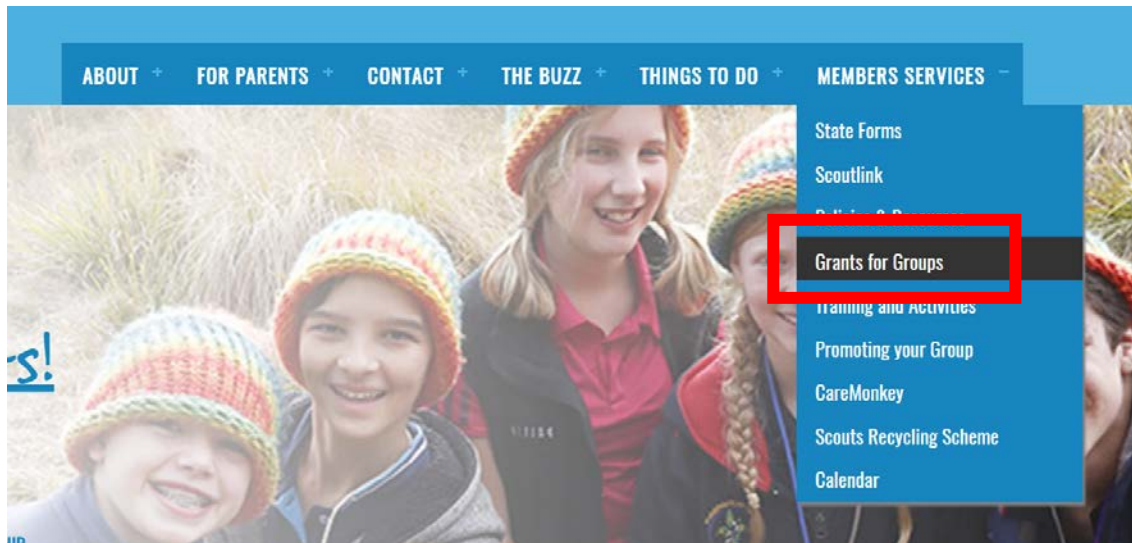 ABOUT + FOR PARENTS + CONTACT + THE BUZZ + THINGS TO DO + MEMBERS SERVICES −
State Forms
Scoutlink
Grants for Groups
Training and Activities
Promoting your Group
CareMonkey
Scouts Recycling Scheme
Calendar
rs!